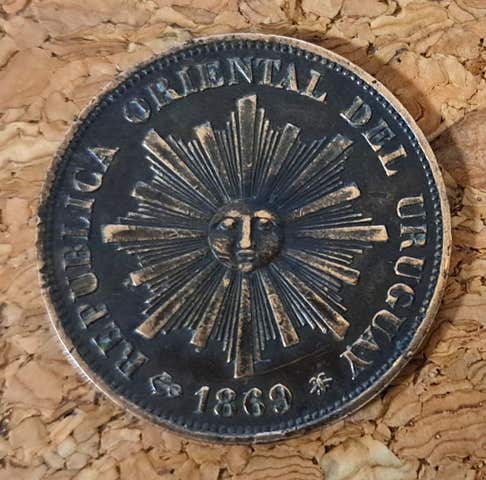 REPUBLICA ORIENTAL DEL URUGUAY
1869